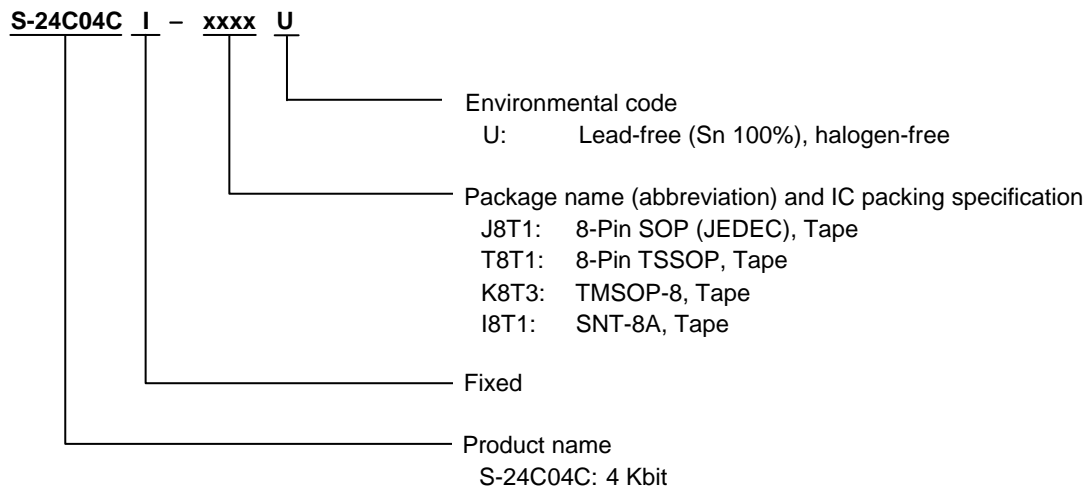 S-24C04C I – xxxx U
Environmental code
U: Lead-free (Sn 100%), halogen-free
Package name (abbreviation) and IC packing specification
J8T1: 8-Pin SOP (JEDEC), Tape
T8T1: 8-Pin TSSOP, Tape
K8T3: TMSOP-8, Tape
I8T1: SNT-8A, Tape
Fixed
Product name
S-24C04C: 4 Kbit